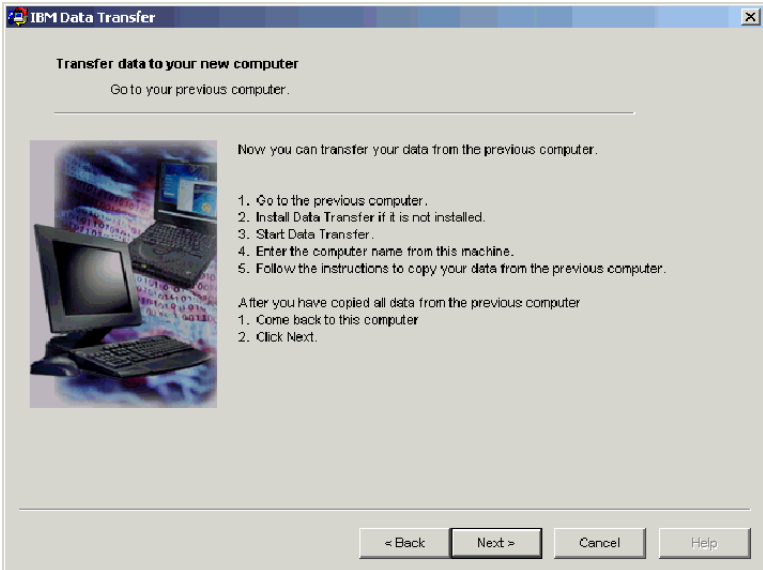 IBM Data Transfer
Transfer data to your new computer
Go to your previous computer.
Now you can transfer your data from the previous computer.
1. Go to the previous computer.
2. Install Data Transfer if it is not installed.
3. Start Data Transfer.
4. Enter the computer name from this machine.
5. Follow the instructions to copy your data from the previous computer.
After you have copied all data from the previous computer
1. Come back to this computer
2. Click Next.
< Back
Next >
Cancel
Help